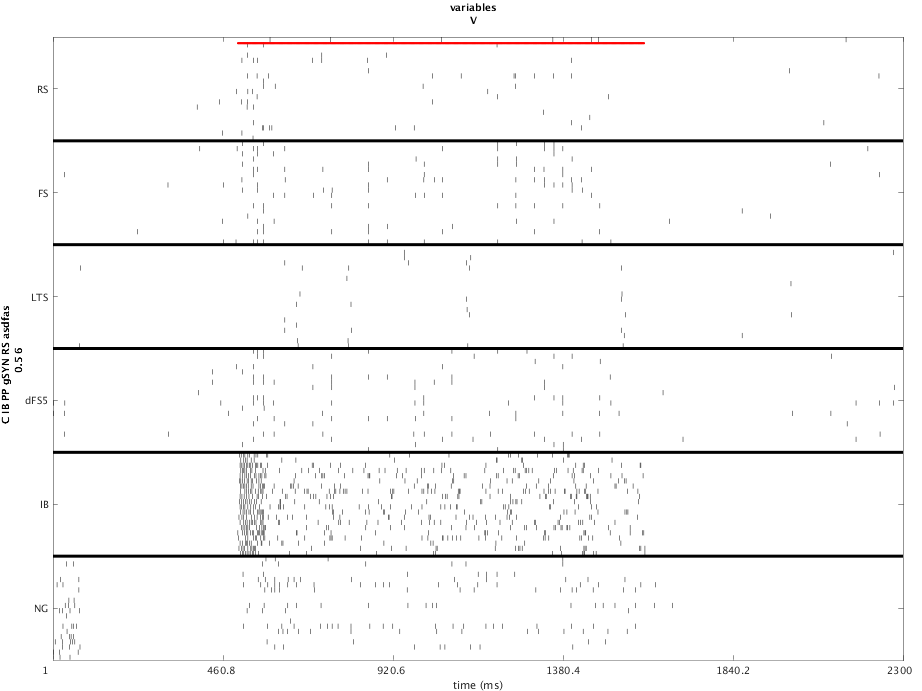 variables
V
RS
FS
LTS
dFS5
IB
NG
C IB PP gSYN RS asdfas
0.5 6
1
460.8
920.6
1380.4
1840.2
2300
time (ms)